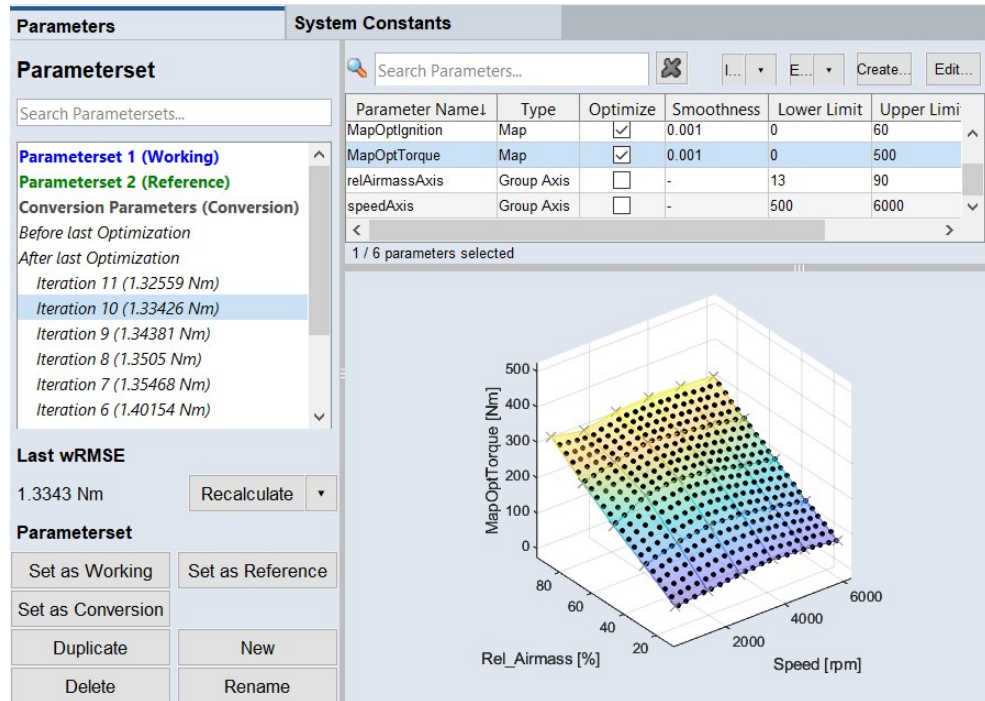 Parameters
System Constants
Parameterset
Search Parametersets...
Parameterset 1 (Working)
Parameterset 2 (Reference)
Conversion Parameters (Conversion)
Before last Optimization
After last Optimization
Iteration 11 (1.32559 Nm)
Iteration 10 (1.33426 Nm)
Iteration 9 (1.34381 Nm)
Iteration 8 (1.3505 Nm)
Iteration 7 (1.35468 Nm)
Iteration 6 (1.40154 Nm)
Last wRMSE
1.3343 Nm
Recalculate
Parameterset
Set as Working
Set as Reference
Set as Conversion
Duplicate
New
Delete
Rename
Search Parameters...
I...
E...
Create...
Edit...
Parameter Name↓ Type Optimize Smoothness Lower Limit Upper Limi
MapOptIgnition Map 0.001 0 60
MapOptTorque Map 0.001 0 500
relAirmassAxis Group Axis - 13 90
speedAxis Group Axis - 500 6000
1 / 6 parameters selected
MapOptTorque [Nm]
500
400
300
200
100
0
80
60
40
20
Rel_Airmass [%]
2000
4000
6000
Speed [rpm]